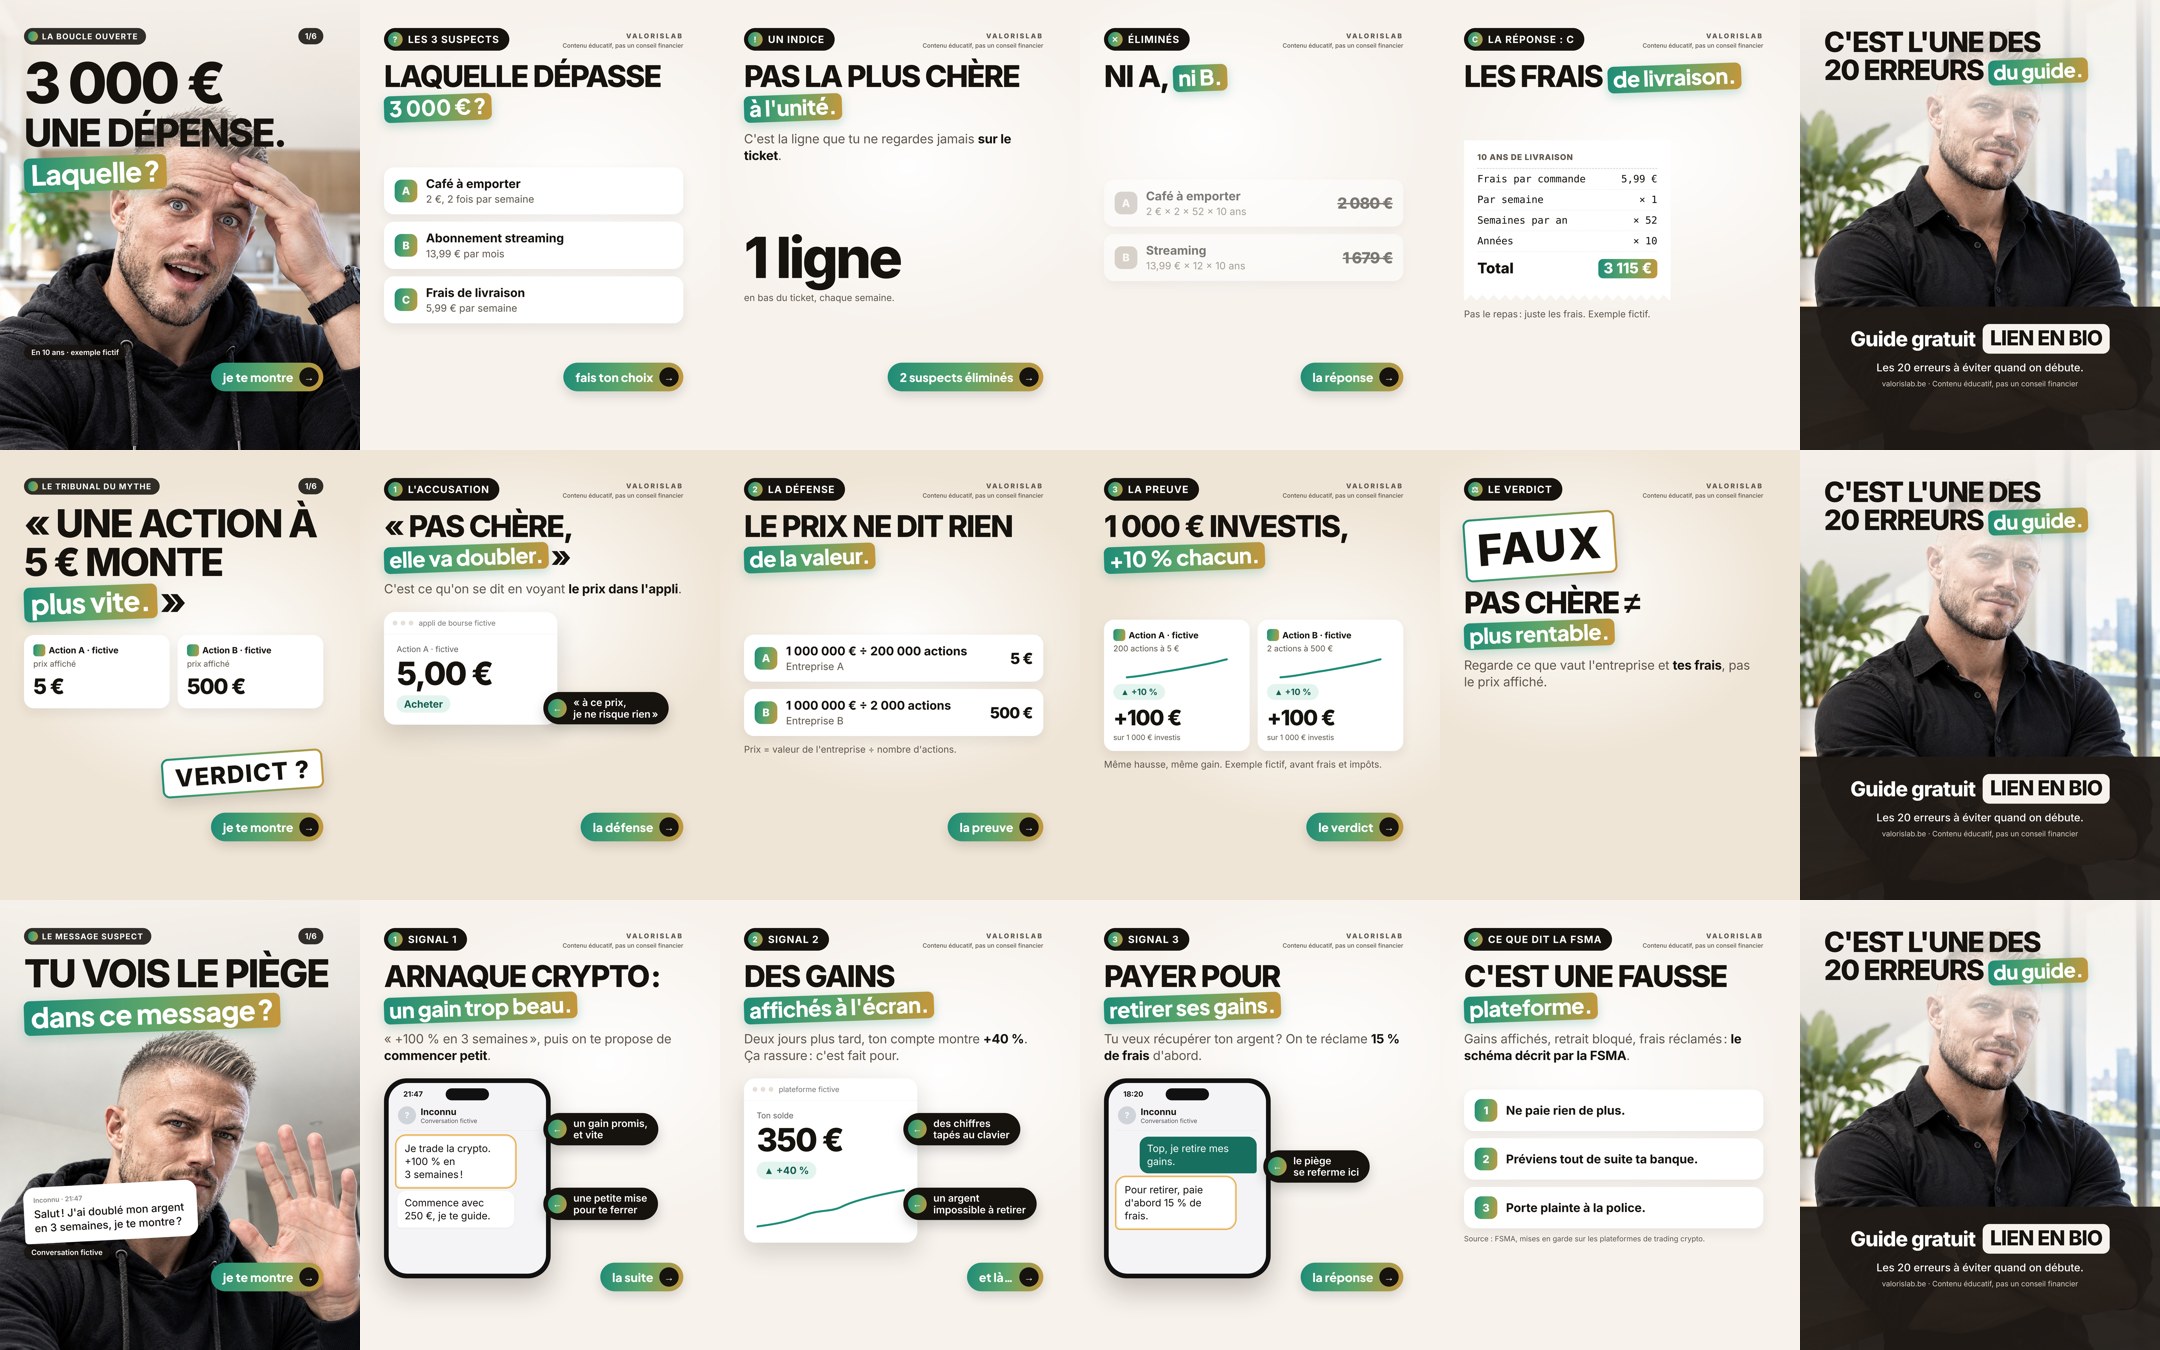 LA BOUCLE OUVERTE
1/6
3 000 €
UNE DÉPENSE.
Laquelle ?
En 10 ans · exemple fictif
je te montre →
? LES 3 SUSPECTS
VALORISLAB
Contenu éducatif, pas un conseil financier
LAQUELLE DÉPASSE
3 000 € ?
A Café à emporter
2 €, 2 fois par semaine
B Abonnement streaming
13,99 € par mois
C Frais de livraison
5,99 € par semaine
fais ton choix →
! UN INDICE
VALORISLAB
Contenu éducatif, pas un conseil financier
PAS LA PLUS CHÈRE
à l'unité.
C'est la ligne que tu ne regardes jamais sur le
ticket.
1 ligne
en bas du ticket, chaque semaine.
2 suspects éliminés →
✕ ÉLIMINÉS
VALORISLAB
Contenu éducatif, pas un conseil financier
NI A, ni B.
A Café à emporter 2 080 €
2 € × 2 × 52 × 10 ans
B Streaming 1 679 €
13,99 € × 12 × 10 ans
la réponse →
C LA RÉPONSE : C
VALORISLAB
Contenu éducatif, pas un conseil financier
LES FRAIS de livraison.
10 ANS DE LIVRAISON
Frais par commande 5,99 €
Par semaine × 1
Semaines par an × 52
Années × 10
Total 3 115 €
Pas le repas : juste les frais. Exemple fictif.
C'EST L'UNE DES
20 ERREURS du guide.
Guide gratuit LIEN EN BIO
Les 20 erreurs à éviter quand on débute.
valorislab.be · Contenu éducatif, pas un conseil financier
LE TRIBUNAL DU MYTHE
1/6
« UNE ACTION À
5 € MONTE
plus vite. »
Action A · fictive
prix affiché
5 €
Action B · fictive
prix affiché
500 €
VERDICT ?
je te montre →
1 L'ACCUSATION
VALORISLAB
Contenu éducatif, pas un conseil financier
« PAS CHÈRE,
elle va doubler. »
C'est ce qu'on se dit en voyant le prix dans l'appli.
appli de bourse fictive
Action A · fictive
5,00 €
Acheter
← « à ce prix,
je ne risque rien »
la défense →
2 LA DÉFENSE
VALORISLAB
Contenu éducatif, pas un conseil financier
LE PRIX NE DIT RIEN
de la valeur.
A 1 000 000 € ÷ 200 000 actions 5 €
Entreprise A
B 1 000 000 € ÷ 2 000 actions 500 €
Entreprise B
Prix = valeur de l'entreprise ÷ nombre d'actions.
la preuve →
3 LA PREUVE
VALORISLAB
Contenu éducatif, pas un conseil financier
1 000 € INVESTIS,
+10 % chacun.
Action A · fictive
200 actions à 5 €
▲ +10 %
+100 €
sur 1 000 € investis
Action B · fictive
2 actions à 500 €
▲ +10 %
+100 €
sur 1 000 € investis
Même hausse, même gain. Exemple fictif, avant frais et impôts.
le verdict →
⚖ LE VERDICT
VALORISLAB
Contenu éducatif, pas un conseil financier
FAUX
PAS CHÈRE ≠
plus rentable.
Regarde ce que vaut l'entreprise et tes frais, pas
le prix affiché.
C'EST L'UNE DES
20 ERREURS du guide.
Guide gratuit LIEN EN BIO
Les 20 erreurs à éviter quand on débute.
valorislab.be · Contenu éducatif, pas un conseil financier
LE MESSAGE SUSPECT
1/6
TU VOIS LE PIÈGE
dans ce message ?
Inconnu · 21:47
Salut ! J'ai doublé mon argent
en 3 semaines, je te montre ?
Conversation fictive
je te montre →
1 SIGNAL 1
VALORISLAB
Contenu éducatif, pas un conseil financier
ARNAQUE CRYPTO :
un gain trop beau.
« +100 % en 3 semaines », puis on te propose de
commencer petit.
21:47
? Inconnu
Conversation fictive
Je trade la crypto.
+100 % en
3 semaines !
Commence avec
250 €, je te guide.
← un gain promis,
et vite
← une petite mise
pour te ferrer
la suite →
2 SIGNAL 2
VALORISLAB
Contenu éducatif, pas un conseil financier
DES GAINS
affichés à l'écran.
Deux jours plus tard, ton compte montre +40 %.
Ça rassure : c'est fait pour.
plateforme fictive
Ton solde
350 €
▲ +40 %
← des chiffres
tapés au clavier
← un argent
impossible à retirer
et là... →
3 SIGNAL 3
VALORISLAB
Contenu éducatif, pas un conseil financier
PAYER POUR
retirer ses gains.
Tu veux récupérer ton argent ? On te réclame 15 %
de frais d'abord.
18:20
? Inconnu
Conversation fictive
Top, je retire mes
gains.
Pour retirer, paie
d'abord 15 % de
frais.
← le piège
se referme ici
la réponse →
✓ CE QUE DIT LA FSMA
VALORISLAB
Contenu éducatif, pas un conseil financier
C'EST UNE FAUSSE
plateforme.
Gains affichés, retrait bloqué, frais réclamés : le
schéma décrit par la FSMA.
1 Ne paie rien de plus.
2 Préviens tout de suite ta banque.
3 Porte plainte à la police.
Source : FSMA, mises en garde sur les plateformes de trading crypto.
C'EST L'UNE DES
20 ERREURS du guide.
Guide gratuit LIEN EN BIO
Les 20 erreurs à éviter quand on débute.
valorislab.be · Contenu éducatif, pas un conseil financier